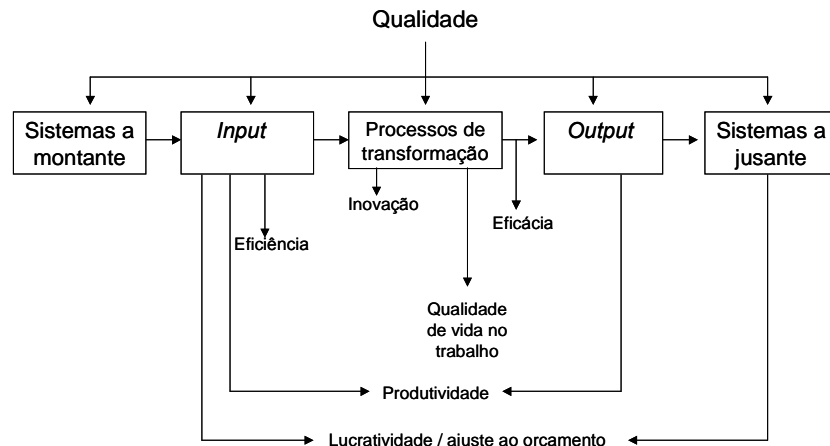 Qualidade
Sistemas a
montante
Input
Processos de
transformação
Output
Sistemas a
jusante
Inovação
Eficácia
Eficiência
Qualidade
de vida no
trabalho
Produtividade
Lucratividade / ajuste ao orçamento